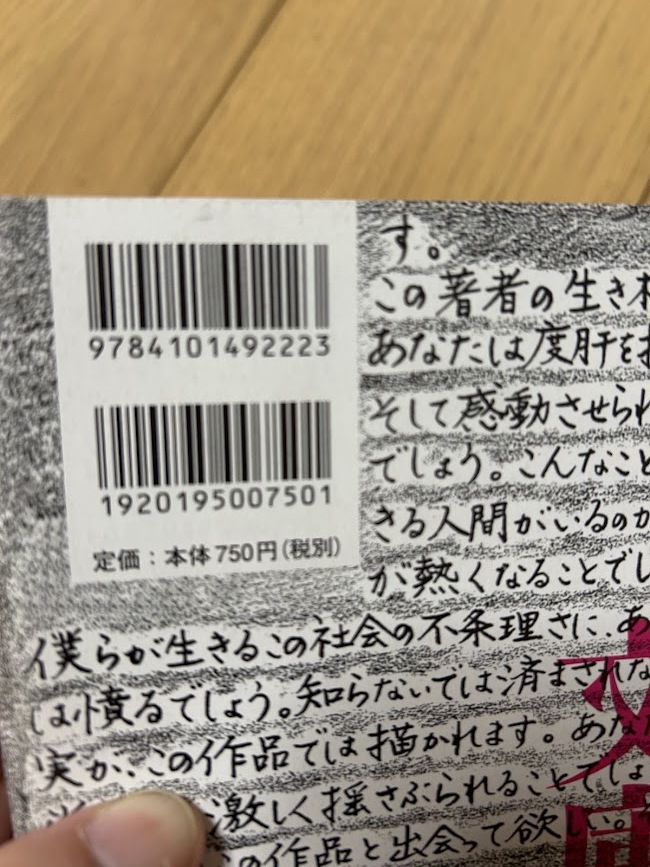 9784101492223
1920195007501
定価：本体750円(税別)
す。
この著者の生き
あなたは度肝を
そして感動させられ
でしょう。こんなこと
きる人間がいるのか
が熱くなることでし
僕らが生きるこの社会の不条理さに、あ
は憤るでしょう。知らないでは済まされな
実が、この作品では描かれます。あな
激しく揺さぶられることでしょ
の作品と出会って欲しい。
文
庫